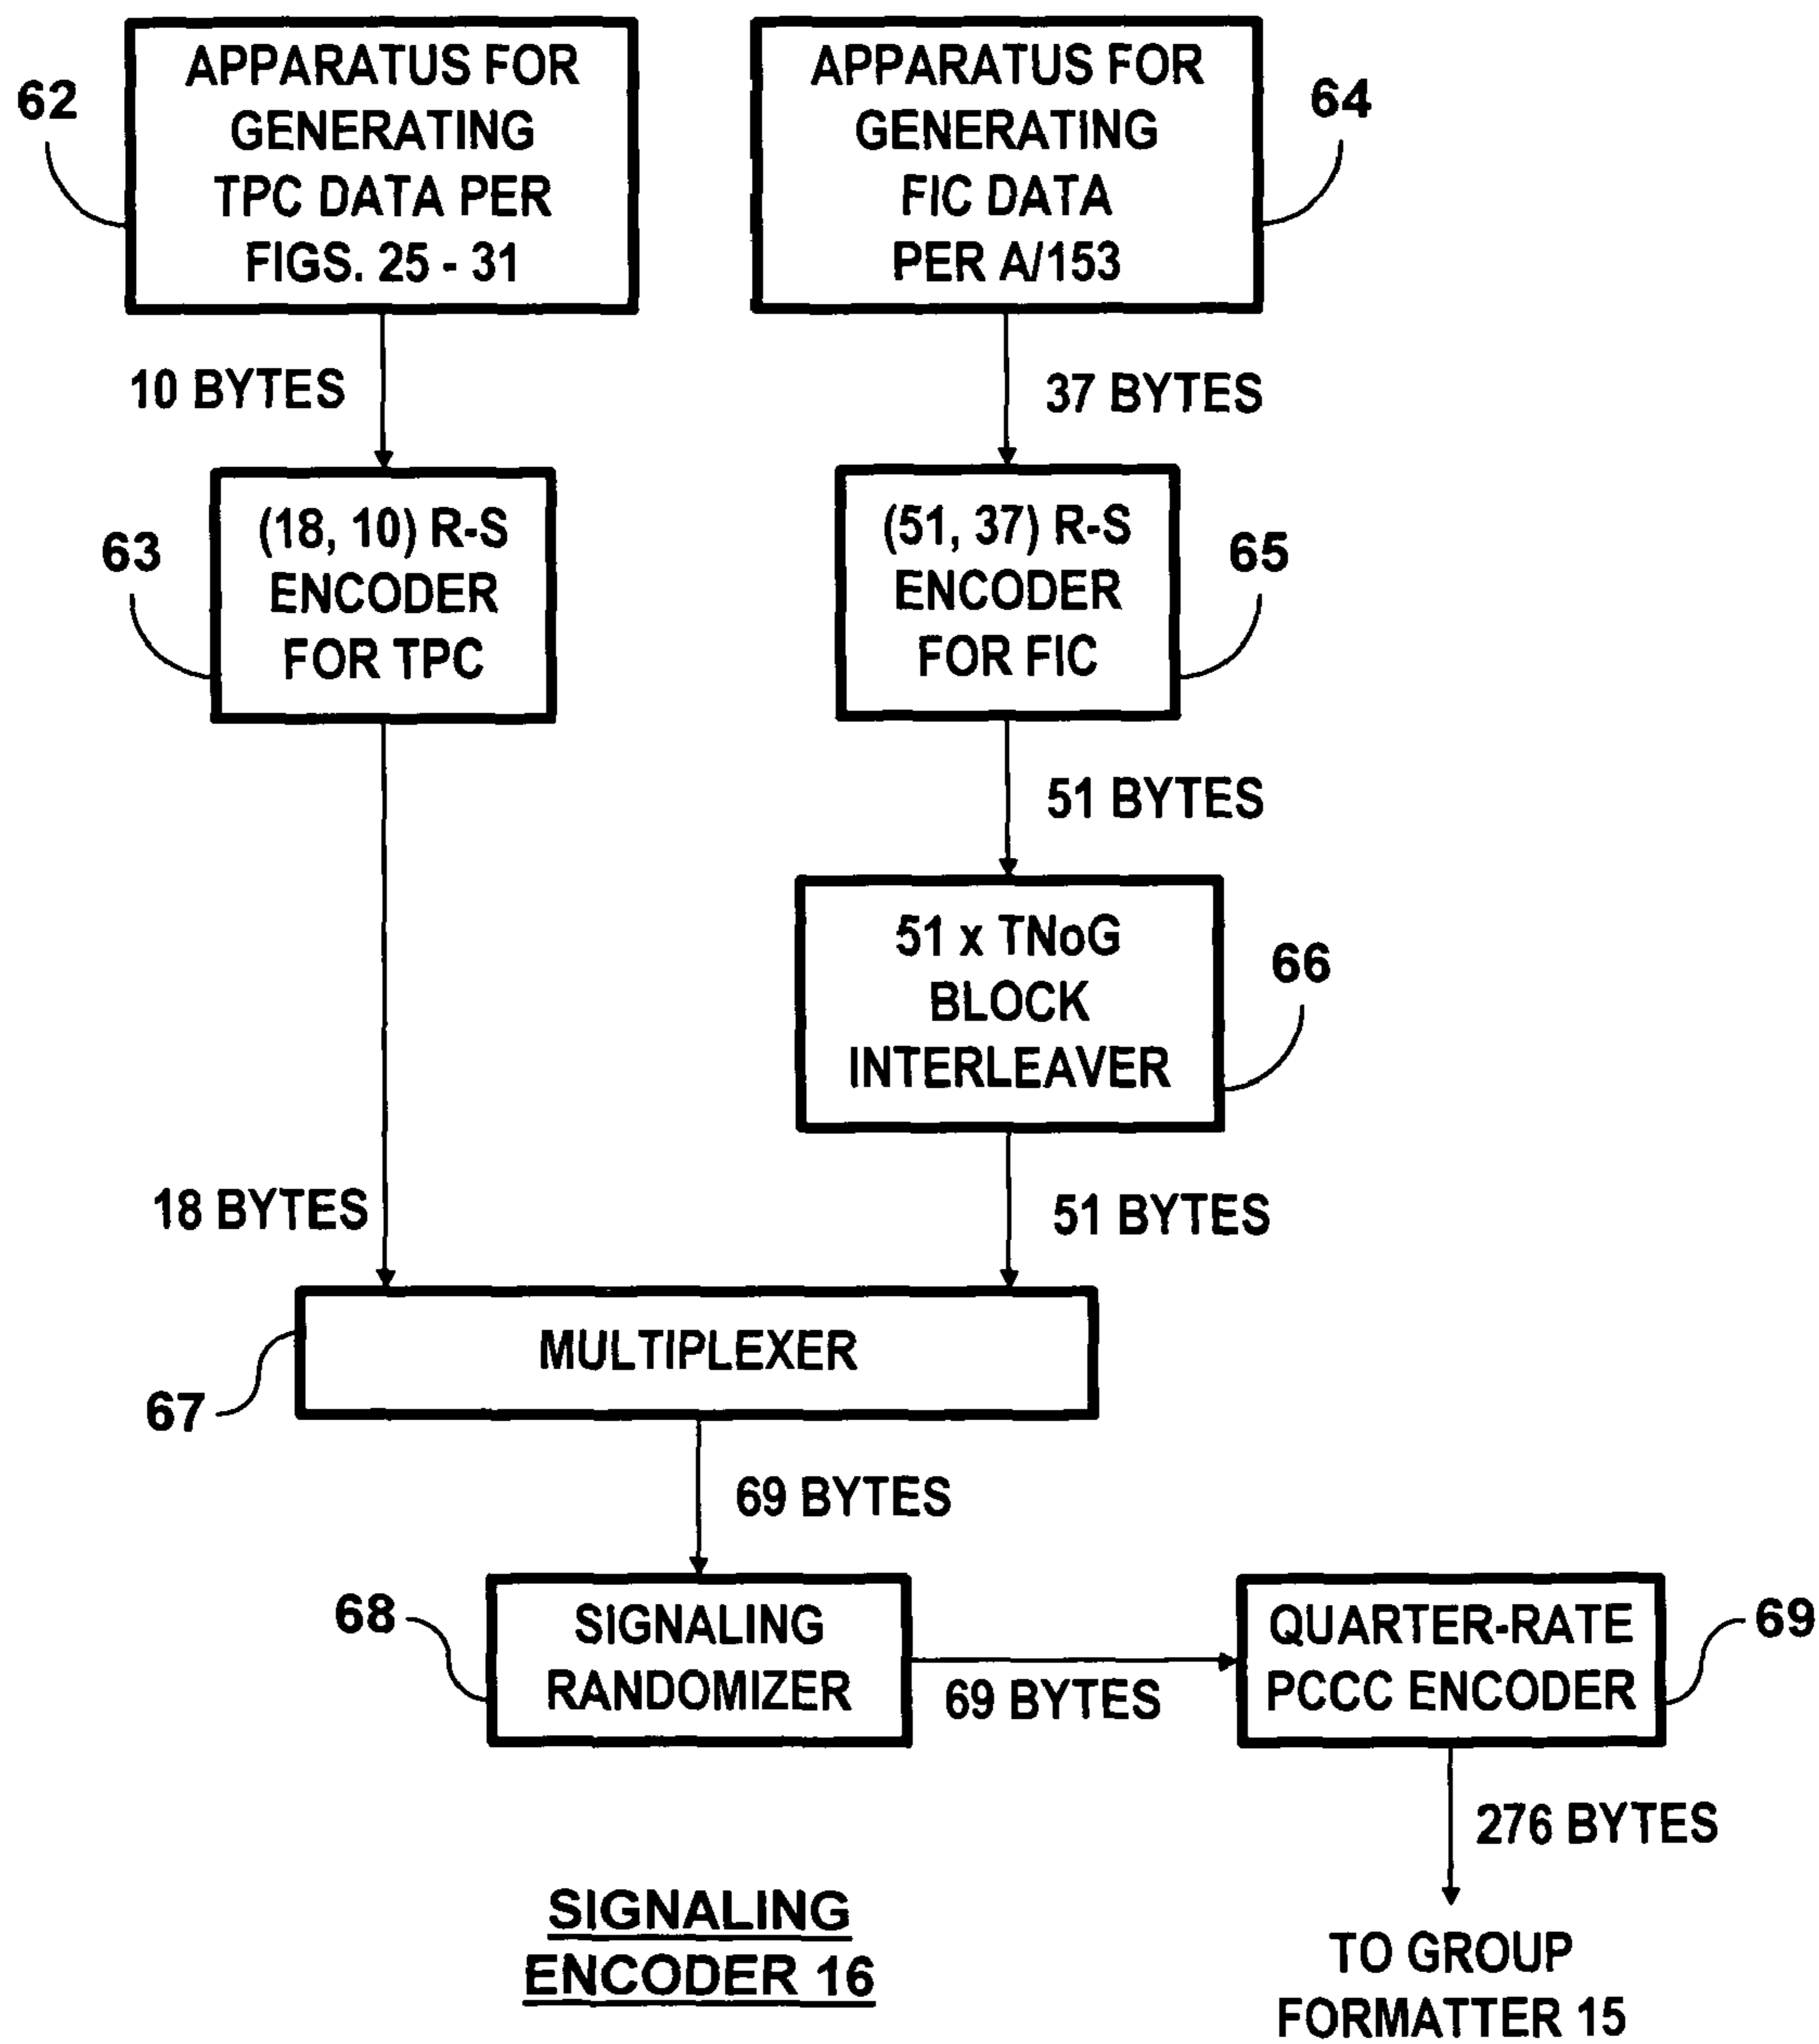 62
APPARATUS FOR
GENERATING
TPC DATA PER
FIGS. 25 - 31
APPARATUS FOR
GENERATING
FIC DATA
PER A/153
64
10 BYTES
37 BYTES
63
(18, 10) R-S
ENCODER
FOR TPC
(51, 37) R-S
ENCODER
FOR FIC
65
51 BYTES
51 x TNoG
BLOCK
INTERLEAVER
66
18 BYTES
51 BYTES
MULTIPLEXER
67
69 BYTES
68
SIGNALING
RANDOMIZER
69 BYTES
QUARTER-RATE
PCCC ENCODER
69
276 BYTES
SIGNALING
ENCODER 16
TO GROUP
FORMATTER 15